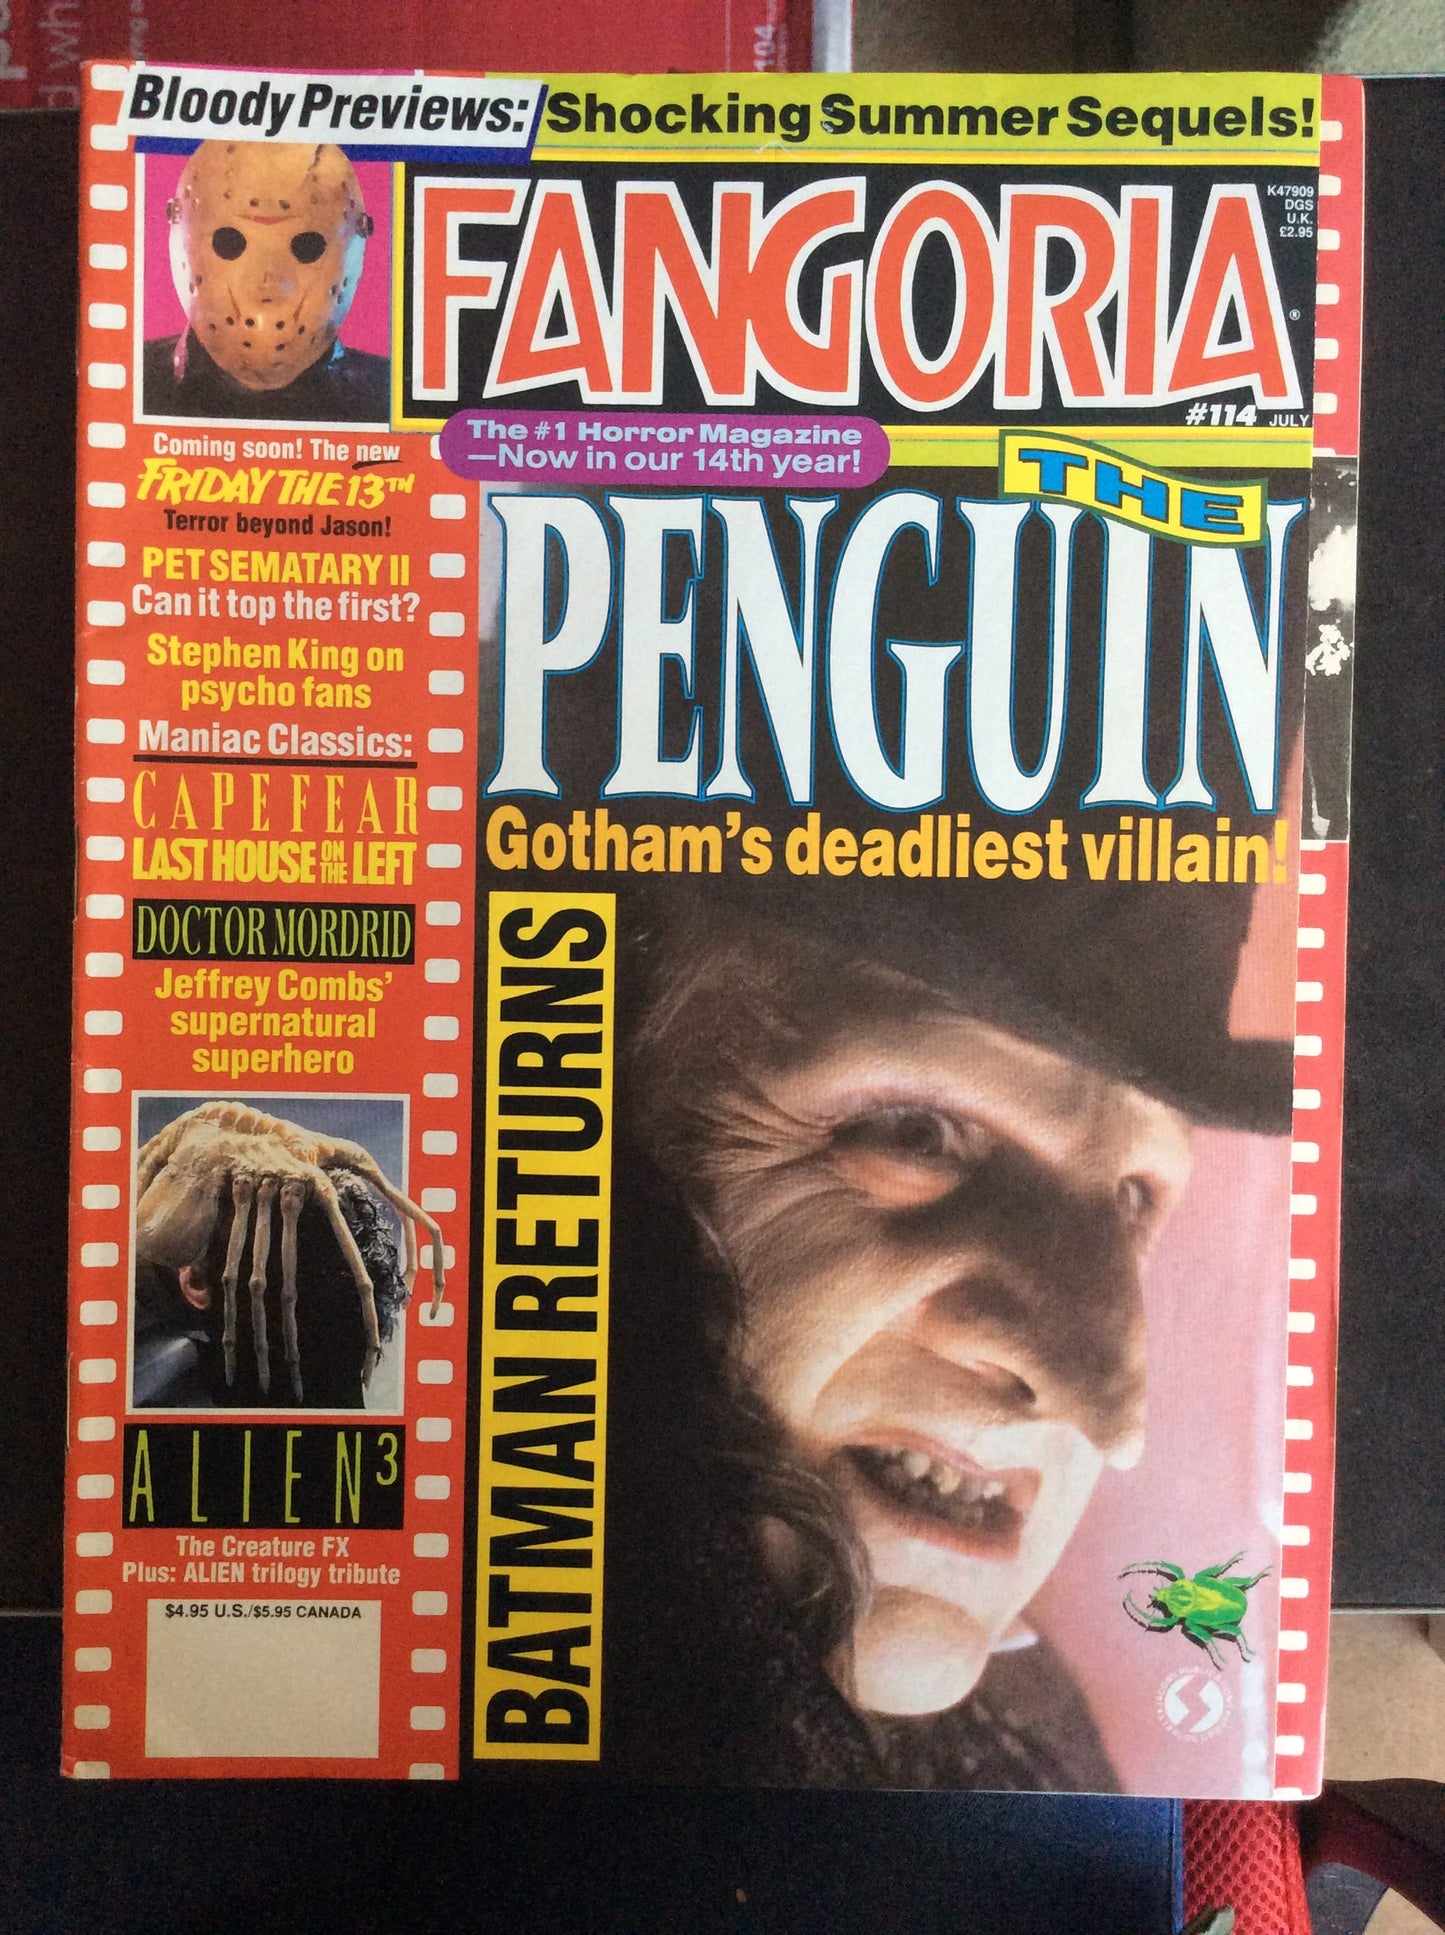 Bloody Previews:
Shocking Summer Sequels!
FANGORIA®
K47909
DGS
U.K.
£2.95
#114 JULY
The #1 Horror Magazine
—Now in our 14th year!
Coming soon! The new
FRIDAY THE 13TH
Terror beyond Jason!
PET SEMATARY II
Can it top the first?
Stephen King on
psycho fans
Maniac Classics:
CAPE FEAR
LAST HOUSE ON THE LEFT
DOCTOR MORDRID
Jeffrey Combs'
supernatural
superhero
ALIEN3
The Creature FX
Plus: ALIEN trilogy tribute
$4.95 U.S./$5.95 CANADA
THE
PENGUIN
Gotham's deadliest villain!
BATMAN RETURNS
104